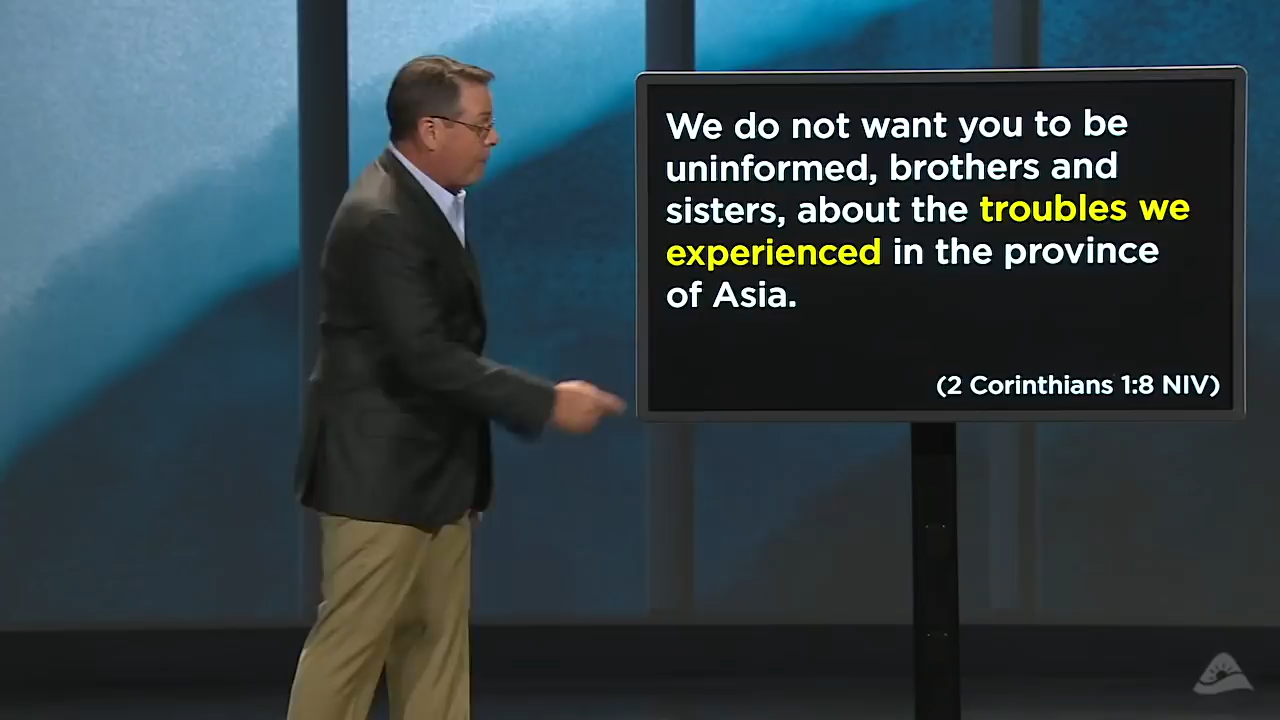 We do not want you to be
uninformed, brothers and
sisters, about the troubles we
experienced in the province
of Asia.
(2 Corinthians 1:8 NIV)